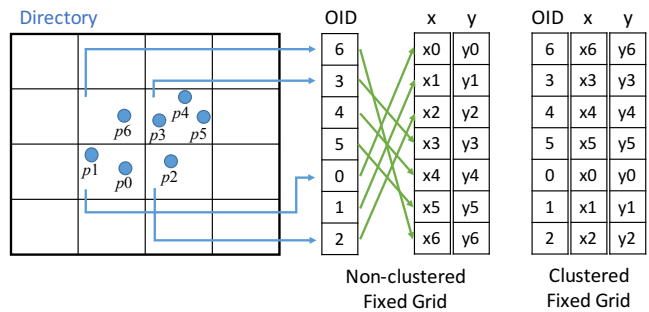 Directory
OID x y OID x y
6 x0 y0 6 x6 y6
3 x1 y1 3 x3 y3
4 x2 y2 4 x4 y4
5 x3 y3 5 x5 y5
0 x4 y4 0 x0 y0
1 x5 y5 1 x1 y1
2 x6 y6 2 x2 y2
p4
p6 p3 p5
p1 p0 p2
Non-clustered
Fixed Grid
Clustered
Fixed Grid